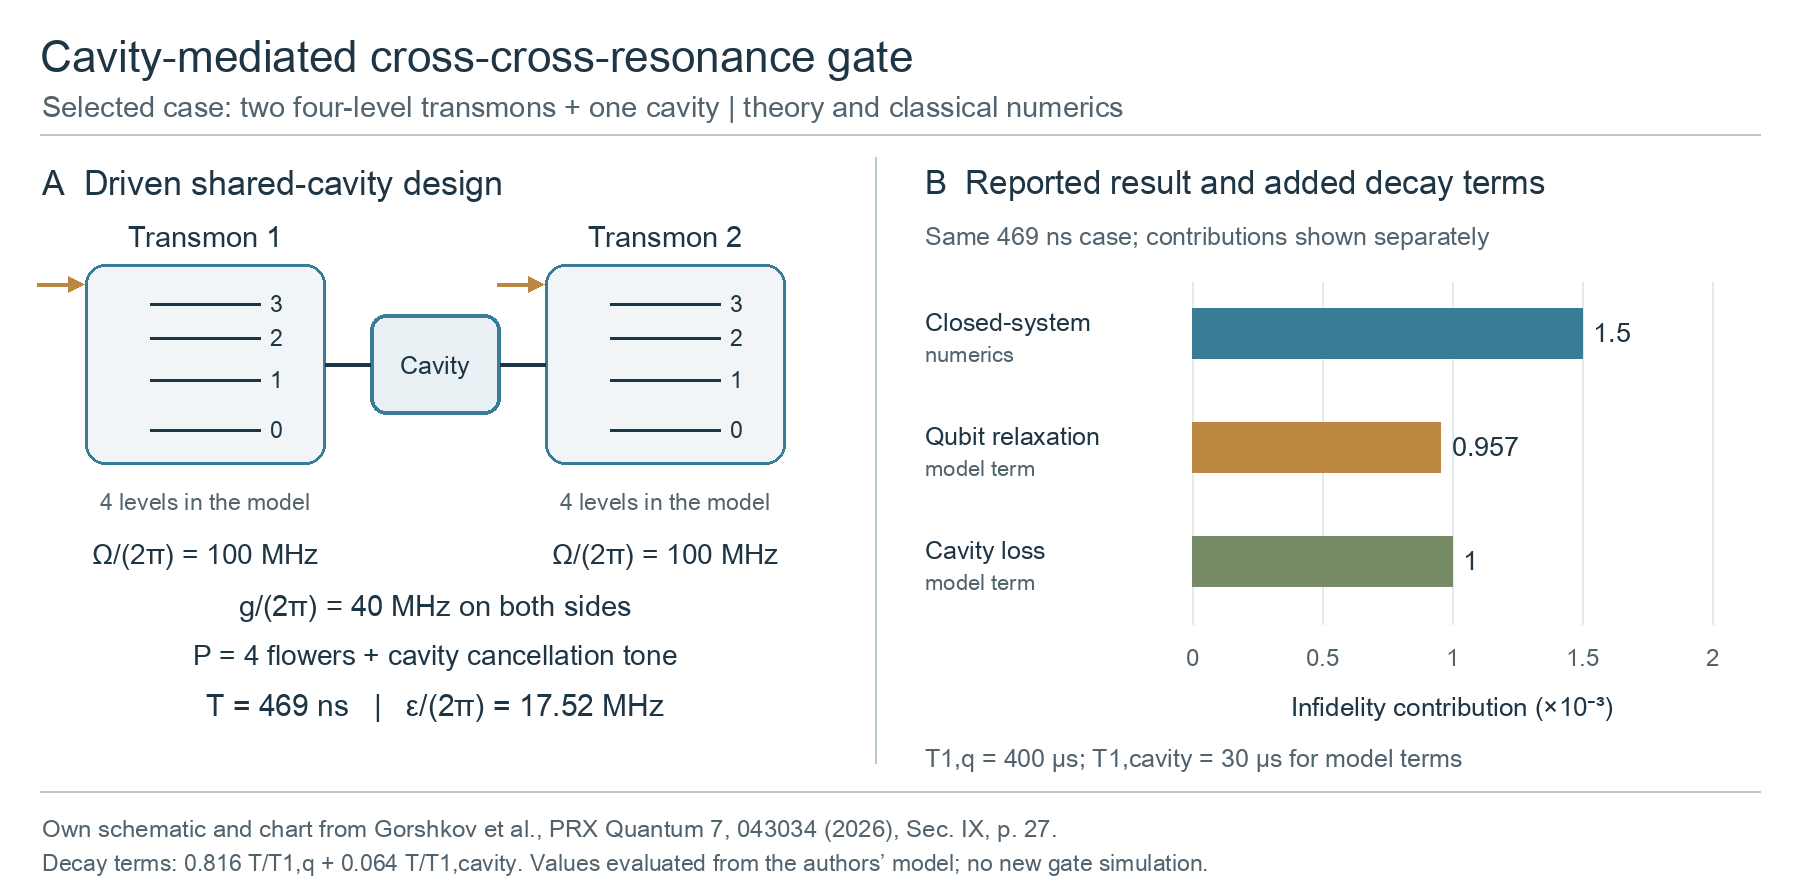 Cavity-mediated cross-cross-resonance gate
Selected case: two four-level transmons + one cavity | theory and classical numerics
A Driven shared-cavity design
Transmon 1
Transmon 2
3
2
1
0
Cavity
3
2
1
0
4 levels in the model
4 levels in the model
Ω/(2π) = 100 MHz
Ω/(2π) = 100 MHz
g/(2π) = 40 MHz on both sides
P = 4 flowers + cavity cancellation tone
T = 469 ns | ε/(2π) = 17.52 MHz
B Reported result and added decay terms
Same 469 ns case; contributions shown separately
Closed-system
numerics
1.5
Qubit relaxation
model term
0.957
Cavity loss
model term
1
0 0.5 1 1.5 2
Infidelity contribution (×10⁻³)
T1,q = 400 µs; T1,cavity = 30 µs for model terms
Own schematic and chart from Gorshkov et al., PRX Quantum 7, 043034 (2026), Sec. IX, p. 27.
Decay terms: 0.816 T/T1,q + 0.064 T/T1,cavity. Values evaluated from the authors’ model; no new gate simulation.